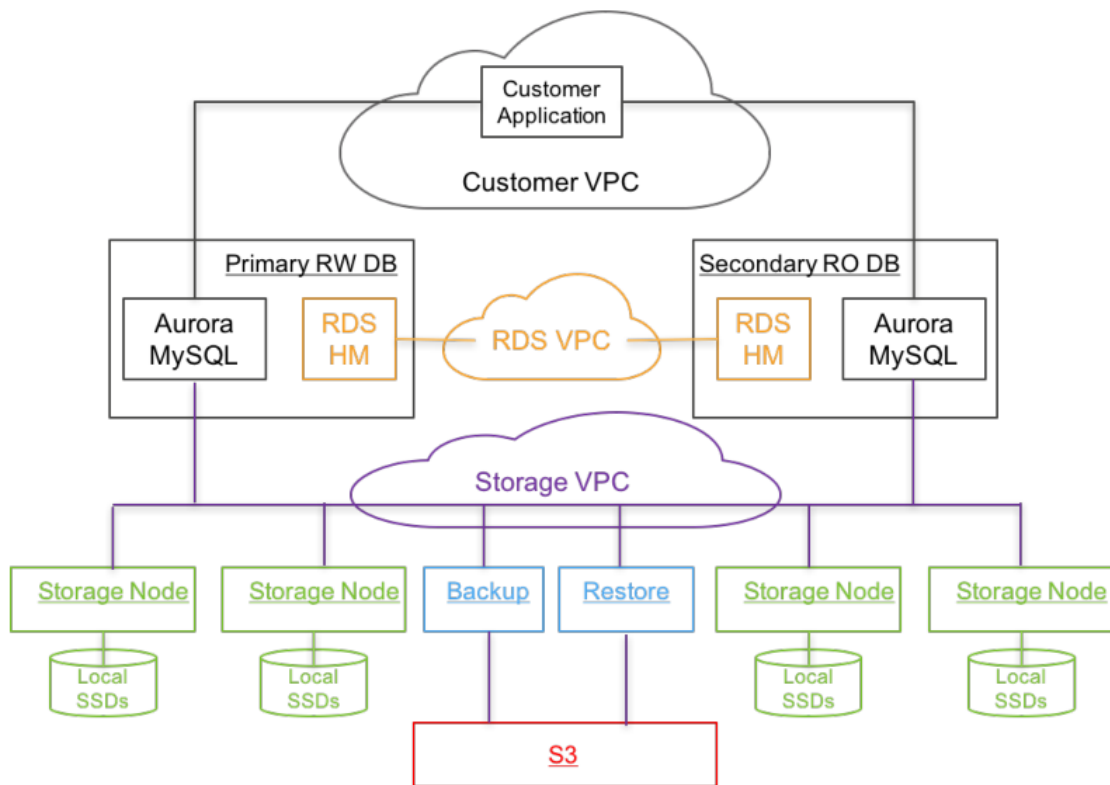 Customer
Application
Customer VPC
Primary RW DB
Secondary RO DB
Aurora
MySQL
RDS
HM
RDS VPC
RDS
HM
Aurora
MySQL
Storage VPC
Storage Node
Storage Node
Backup
Restore
Storage Node
Storage Node
Local
SSDs
Local
SSDs
Local
SSDs
Local
SSDs
S3